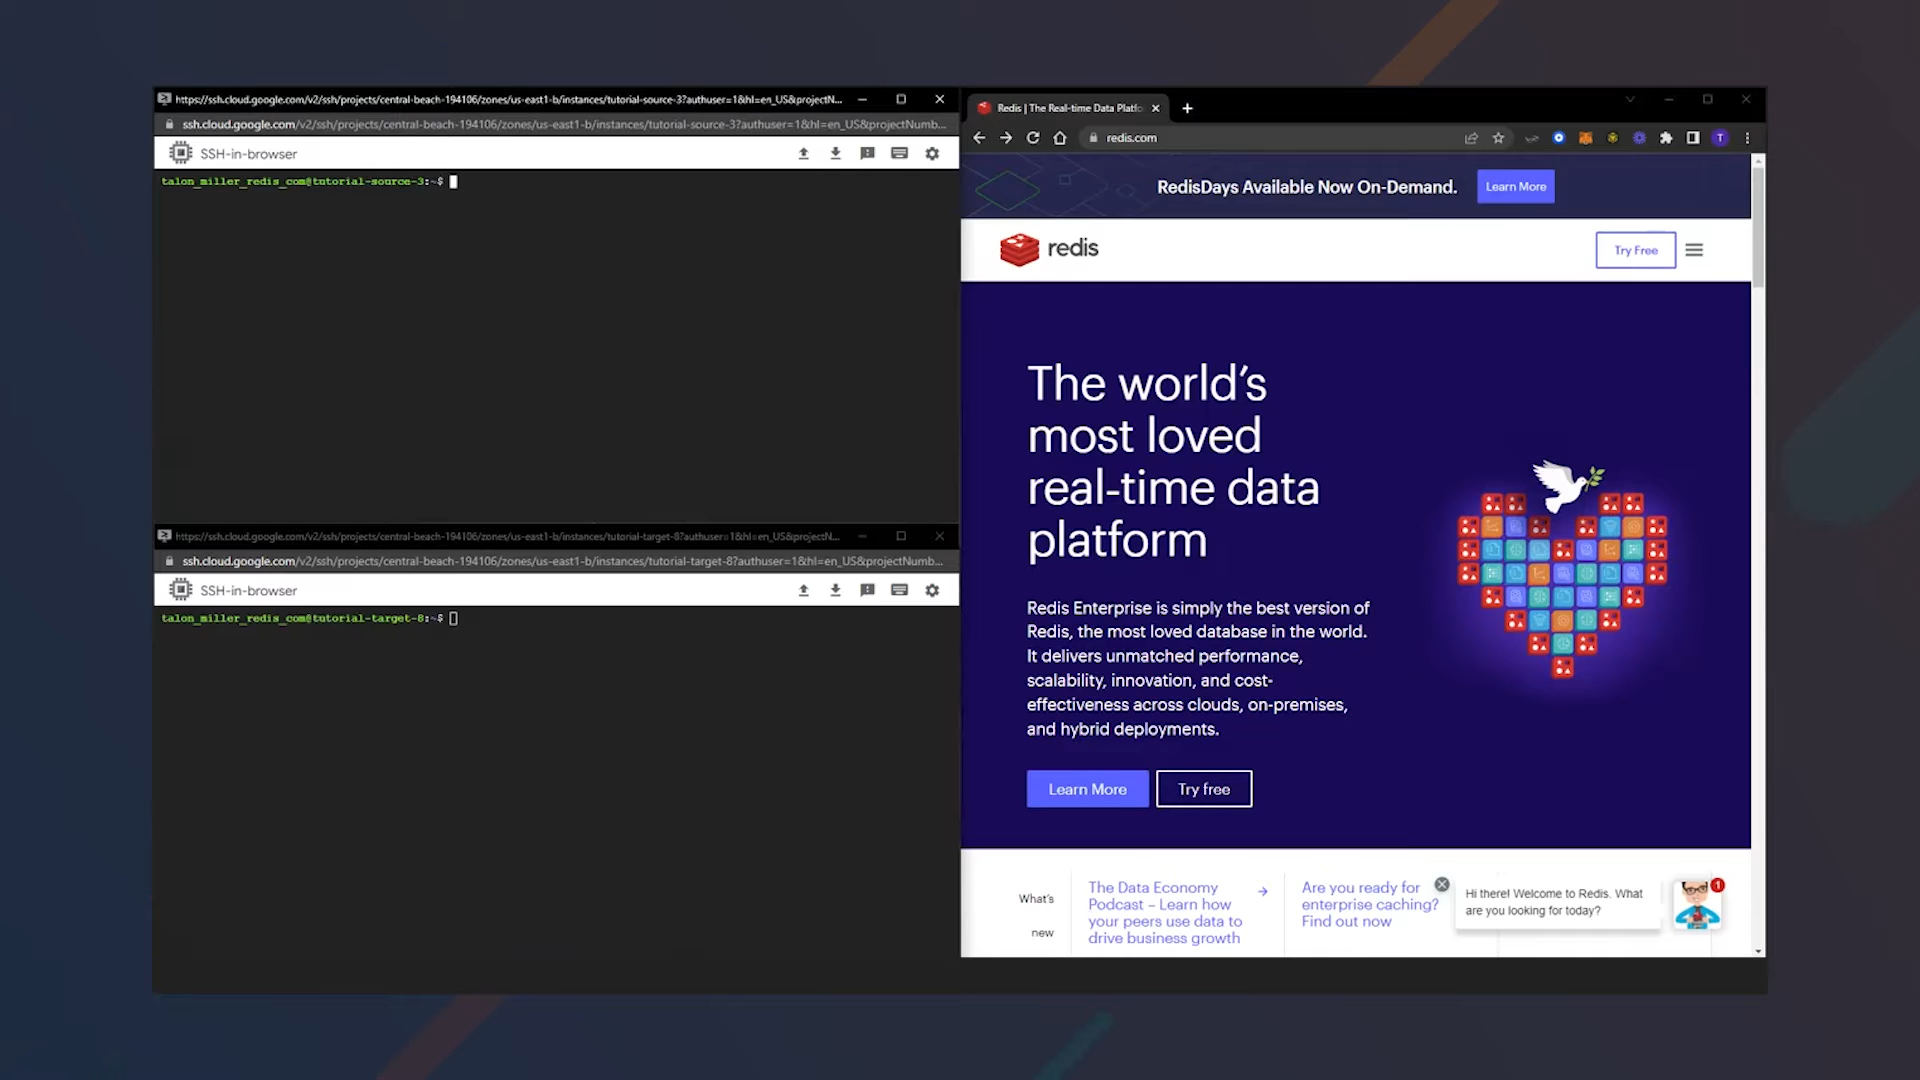 https://ssh.cloud.google.com/v2/ssh/projects/central-beach-194106/zones/us-east1-b/instances/tutorial-source-3?authuser=1&hl=en_US&projectN...
ssh.cloud.google.com/v2/ssh/projects/central-beach-194106/zones/us-east1-b/instances/tutorial-source-3?authuser=1&hl=en_US&projectNumb...
SSH-in-browser
talon_miller_redis_com@tutorial-source-3:~$
https://ssh.cloud.google.com/v2/ssh/projects/central-beach-194106/zones/us-east1-b/instances/tutorial-target-8?authuser=1&hl=en_US&projectN...
ssh.cloud.google.com/v2/ssh/projects/central-beach-194106/zones/us-east1-b/instances/tutorial-target-8?authuser=1&hl=en_US&projectNumb...
SSH-in-browser
talon_miller_redis_com@tutorial-target-8:~$
Redis | The Real-time Data Platfo
redis.com
T
RedisDays Available Now On-Demand.
Learn More
redis
Try Free
The world's
most loved
real-time data
platform
Redis Enterprise is simply the best version of
Redis, the most loved database in the world.
It delivers unmatched performance,
scalability, innovation, and cost-
effectiveness across clouds, on-premises,
and hybrid deployments.
Learn More
Try free
What's
new
The Data Economy
Podcast – Learn how
your peers use data to
drive business growth
Are you ready for
enterprise caching?
Find out now
Hi there! Welcome to Redis. What
are you looking for today?
1